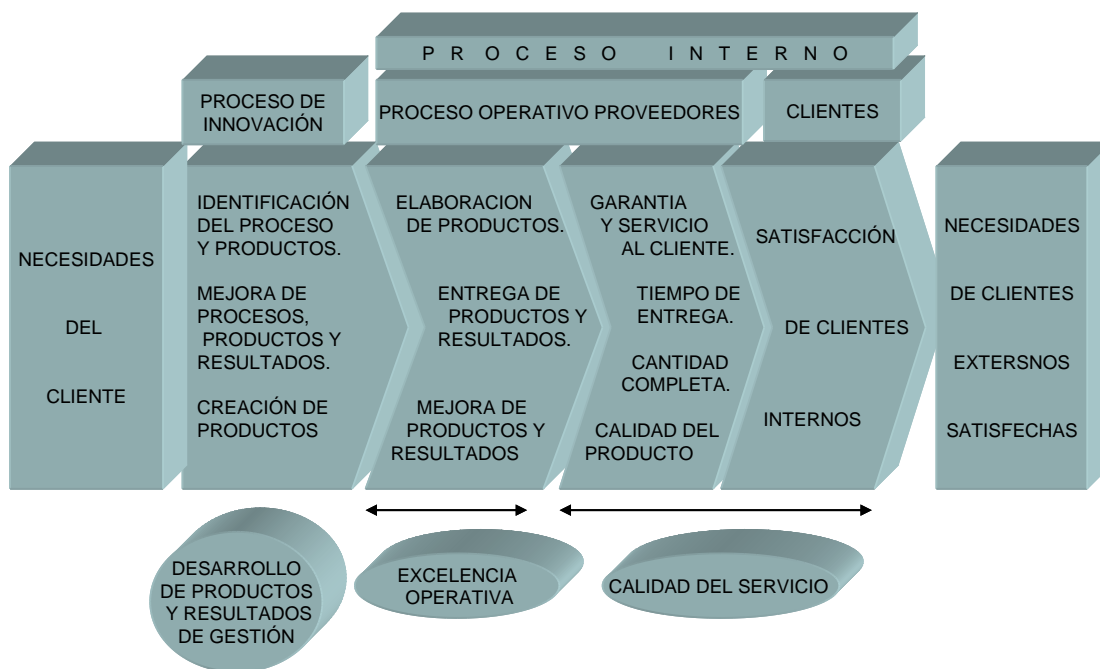 P R O C E S O I N T E R N O
PROCESO DE
INNOVACIÓN
PROCESO OPERATIVO PROVEEDORES
CLIENTES
NECESIDADES
DEL
CLIENTE
IDENTIFICACIÓN
DEL PROCESO
Y PRODUCTOS.
MEJORA DE
PROCESOS,
PRODUCTOS Y
RESULTADOS.
CREACIÓN DE
PRODUCTOS
ELABORACION
DE PRODUCTOS.
ENTREGA DE
PRODUCTOS Y
RESULTADOS.
MEJORA DE
PRODUCTOS Y
RESULTADOS
GARANTIA
Y SERVICIO
AL CLIENTE.
TIEMPO DE
ENTREGA.
CANTIDAD
COMPLETA.
CALIDAD DEL
PRODUCTO
SATISFACCIÓN
DE CLIENTES
INTERNOS
NECESIDADES
DE CLIENTES
EXTERSNOS
SATISFECHAS
DESARROLLO
DE PRODUCTOS
Y RESULTADOS
DE GESTIÓN
EXCELENCIA
OPERATIVA
CALIDAD DEL SERVICIO